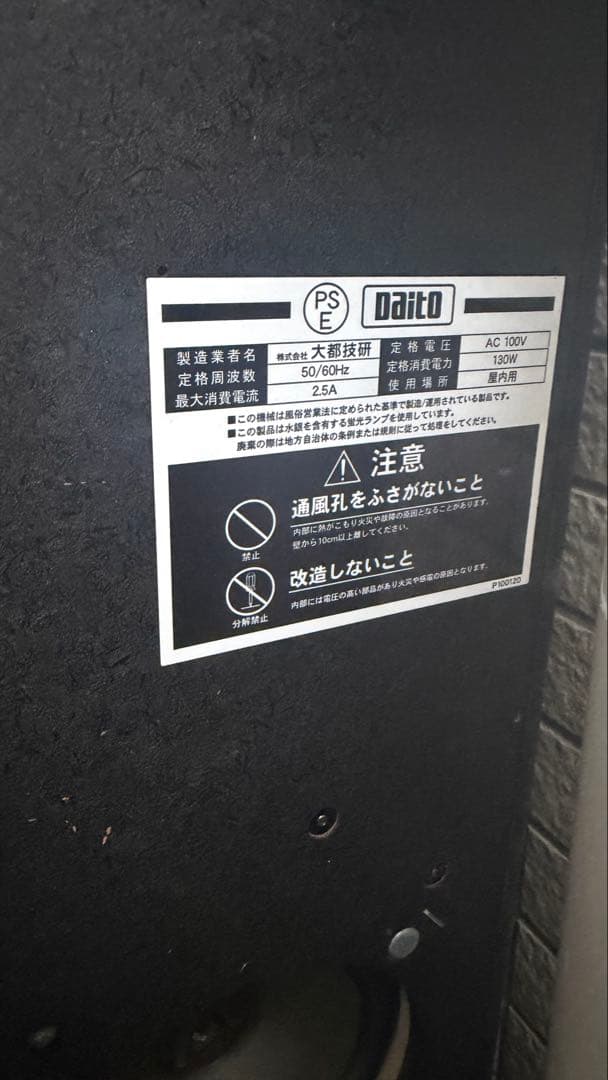 PS
E
Daito
製造業者名 株式会社 大都技研 定格電圧 AC 100V
定格周波数 50/60Hz 定格消費電力 130W
最大消費電流 2.5A 使用場所 屋内用
■この機械は風俗営業法に定められた基準で製造/運用されている製品です。
■この製品は水銀を含有する蛍光ランプを使用しています。
廃棄の際は地方自治体の条例または規則に従って処理をしてください。
注意
通風孔をふさがないこと
内部に熱がこもり火災や故障の原因となることがあります。
壁から10cm以上離してください。
禁止
改造しないこと
内部には電圧の高い部品があり火災や感電の原因となります。
分解禁止
P100120